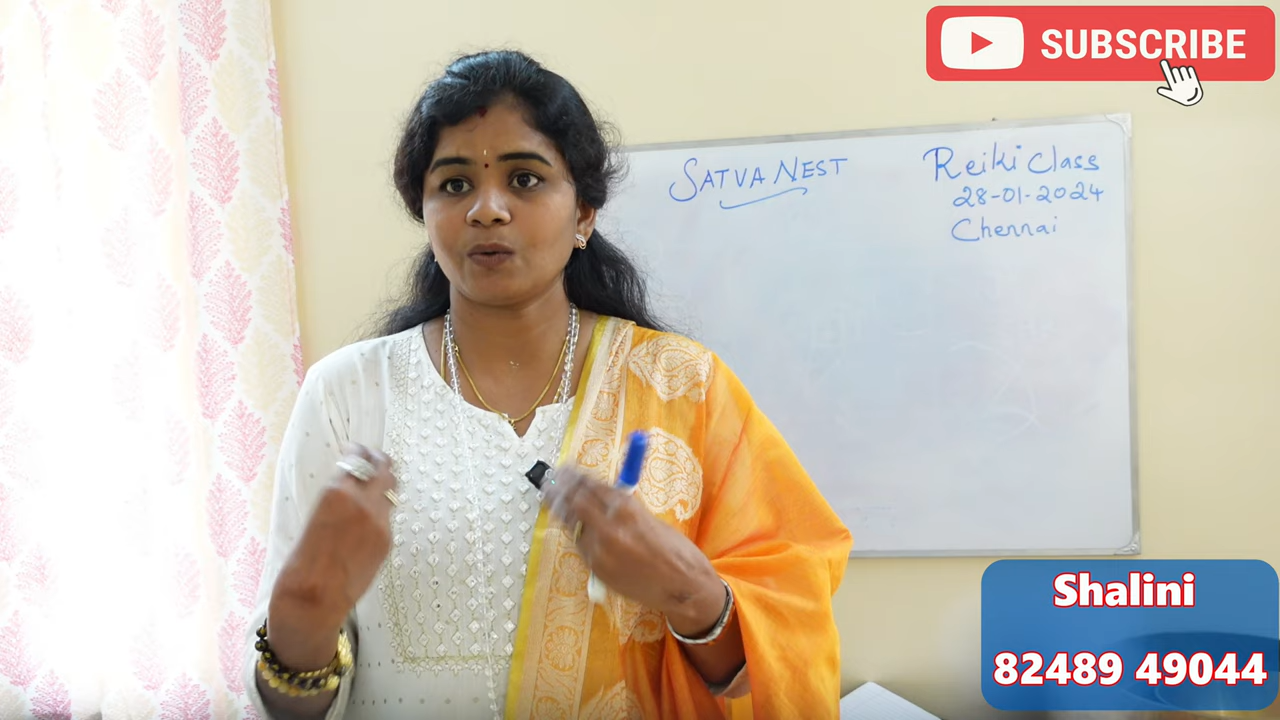 SUBSCRIBE
SATVA NEST
Reiki Class
28-01-2024
Chennai
Shalini
82489 49044